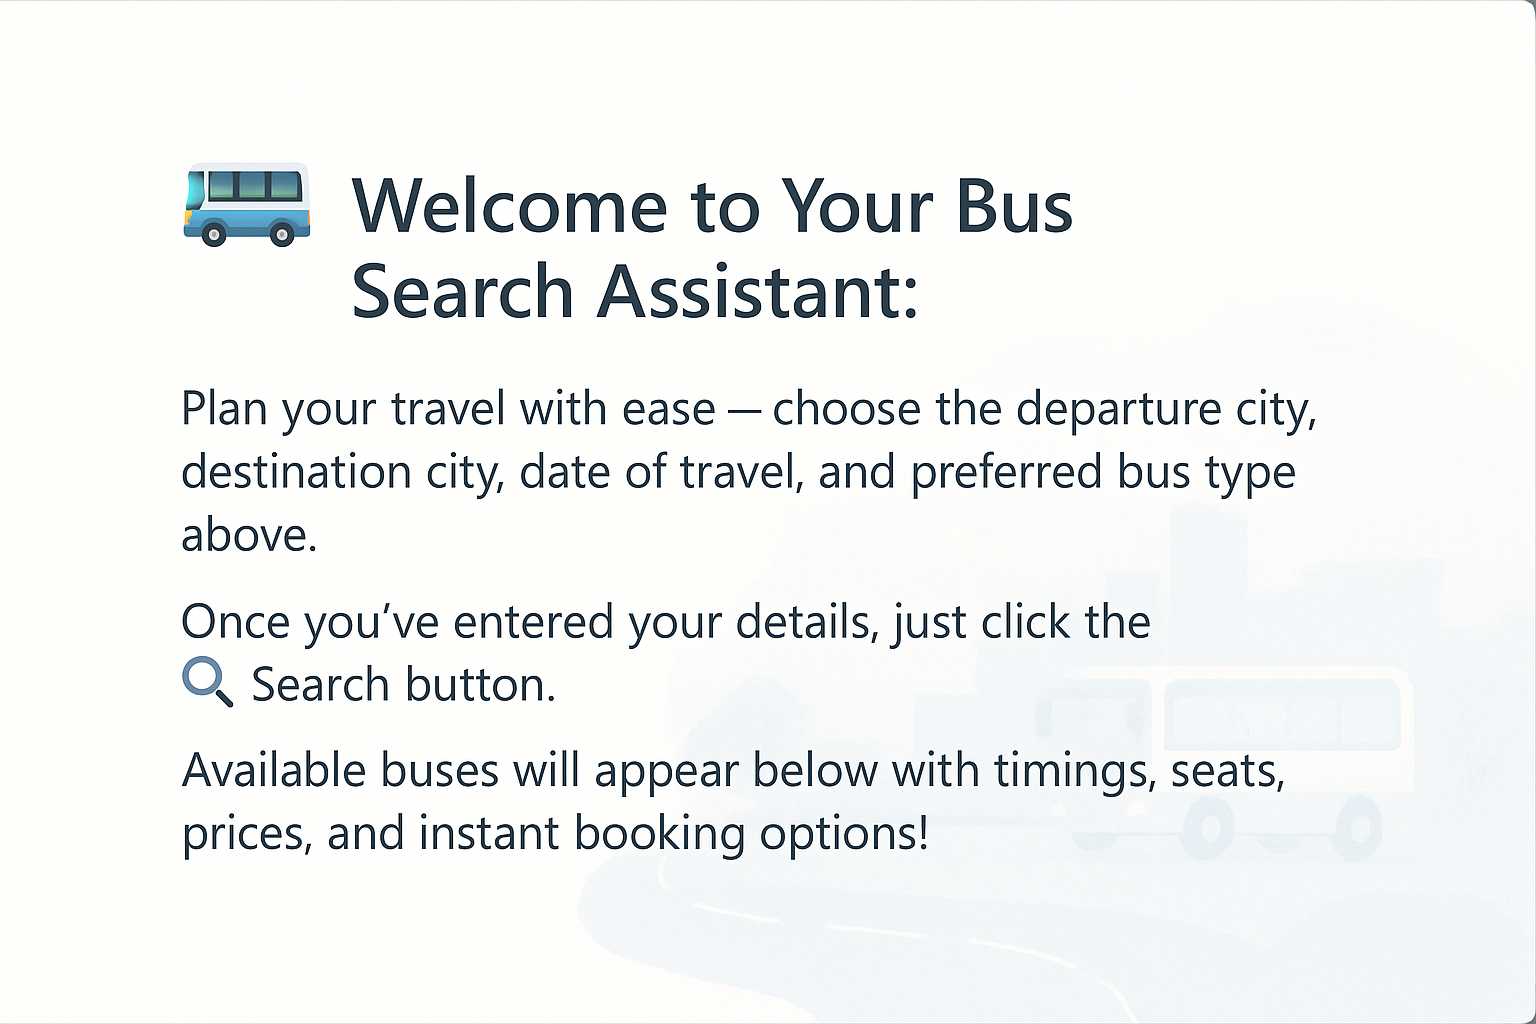 Welcome to Your Bus
Search Assistant:
Plan your travel with ease — choose the departure city,
destination city, date of travel, and preferred bus type
above.
Once you’ve entered your details, just click the
Search button.
Available buses will appear below with timings, seats,
prices, and instant booking options!